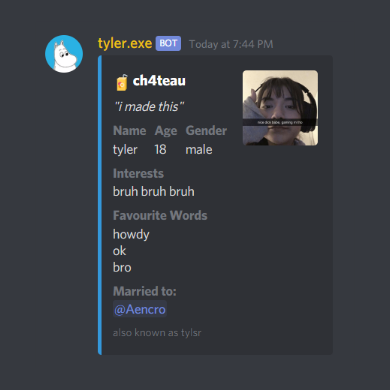 tyler.exe BOT Today at 7:44 PM
ch4teau
"i made this"
Name Age Gender
tyler 18 male
Interests
bruh bruh bruh
Favourite Words
howdy
ok
bro
Married to:
@Aencro
also known as tylsr